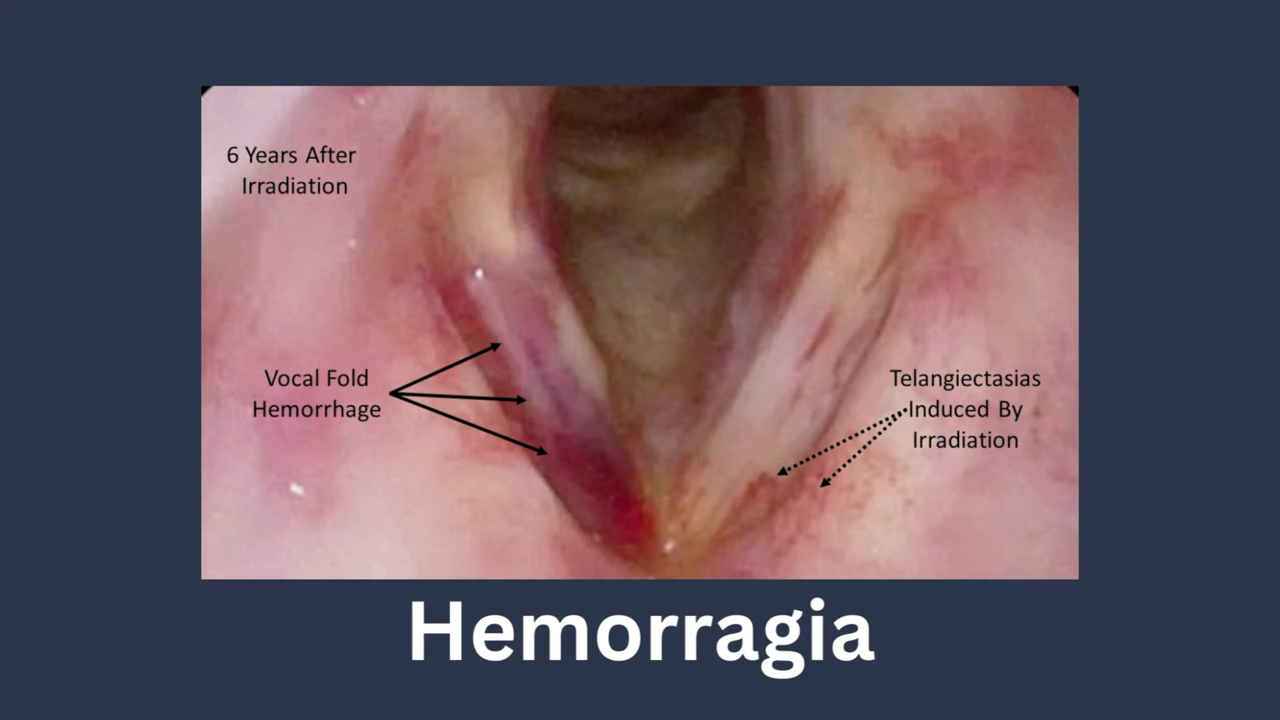 6 Years After
Irradiation
Vocal Fold
Hemorrhage
Telangiectasias
Induced By
Irradiation
Hemorragia